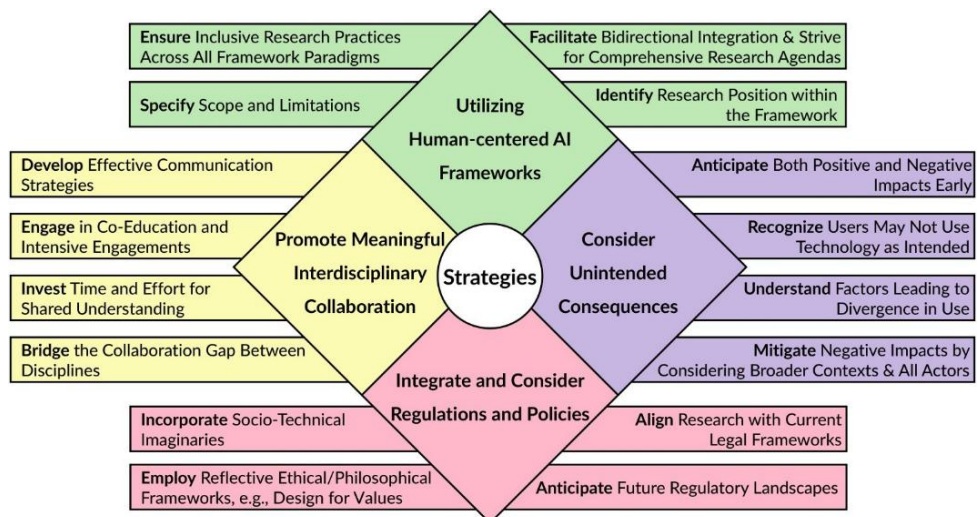 Ensure Inclusive Research Practices
Across All Framework Paradigms
Specify Scope and Limitations
Facilitate Bidirectional Integration & Strive
for Comprehensive Research Agendas
Identify Research Position within
the Framework
Utilizing
Human-centered AI
Frameworks
Develop Effective Communication
Strategies
Engage in Co-Education and
Intensive Engagements
Invest Time and Effort for
Shared Understanding
Bridge the Collaboration Gap Between
Disciplines
Promote Meaningful
Interdisciplinary
Collaboration
Strategies
Consider
Unintended
Consequences
Anticipate Both Positive and Negative
Impacts Early
Recognize Users May Not Use
Technology as Intended
Understand Factors Leading to
Divergence in Use
Mitigate Negative Impacts by
Considering Broader Contexts & All Actors
Integrate and Consider
Regulations and Policies
Incorporate Socio-Technical
Imaginaries
Employ Reflective Ethical/Philosophical
Frameworks, e.g., Design for Values
Align Research with Current
Legal Frameworks
Anticipate Future Regulatory Landscapes